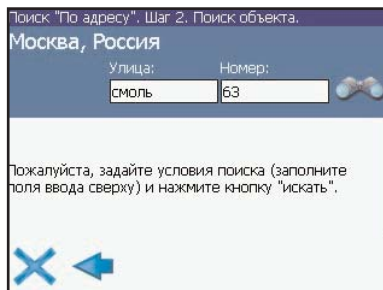 Поиск "По адресу". Шаг 2. Поиск объекта.
Москва, Россия
Улица: Номер:
смоль 63
Пожалуйста, задайте условия поиска (заполните
поля ввода сверху) и нажмите кнопку "искать".